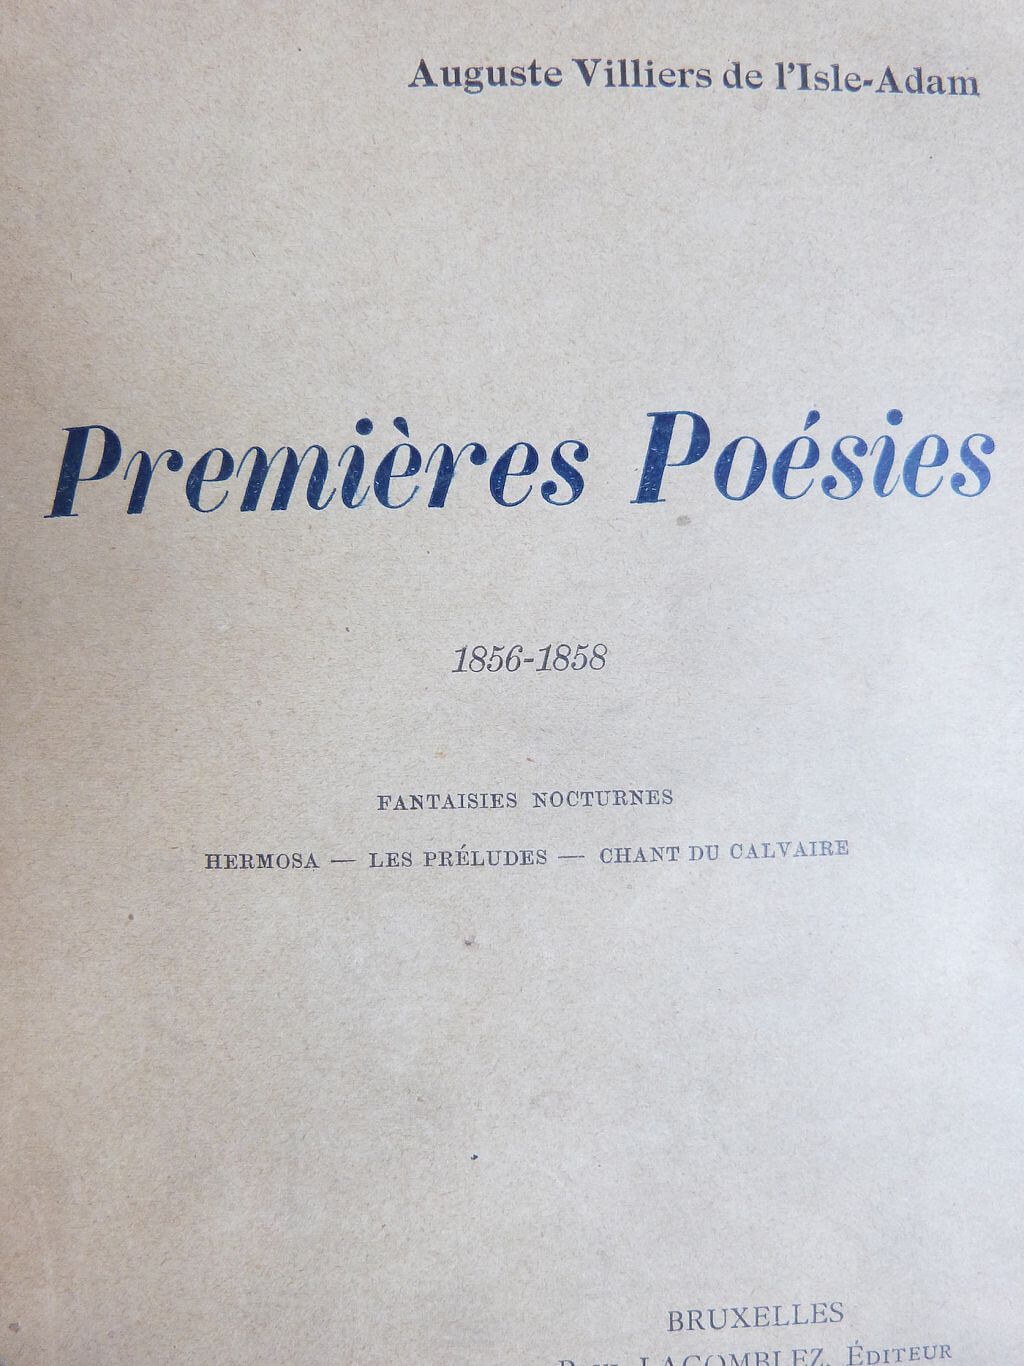 Auguste Villiers de l'Isle-Adam
Premières Poésies
1856-1858
FANTAISIES NOCTURNES
HERMOSA — LES PRÉLUDES — CHANT DU CALVAIRE
BRUXELLES
LACOMBLEZ, ÉDITEUR